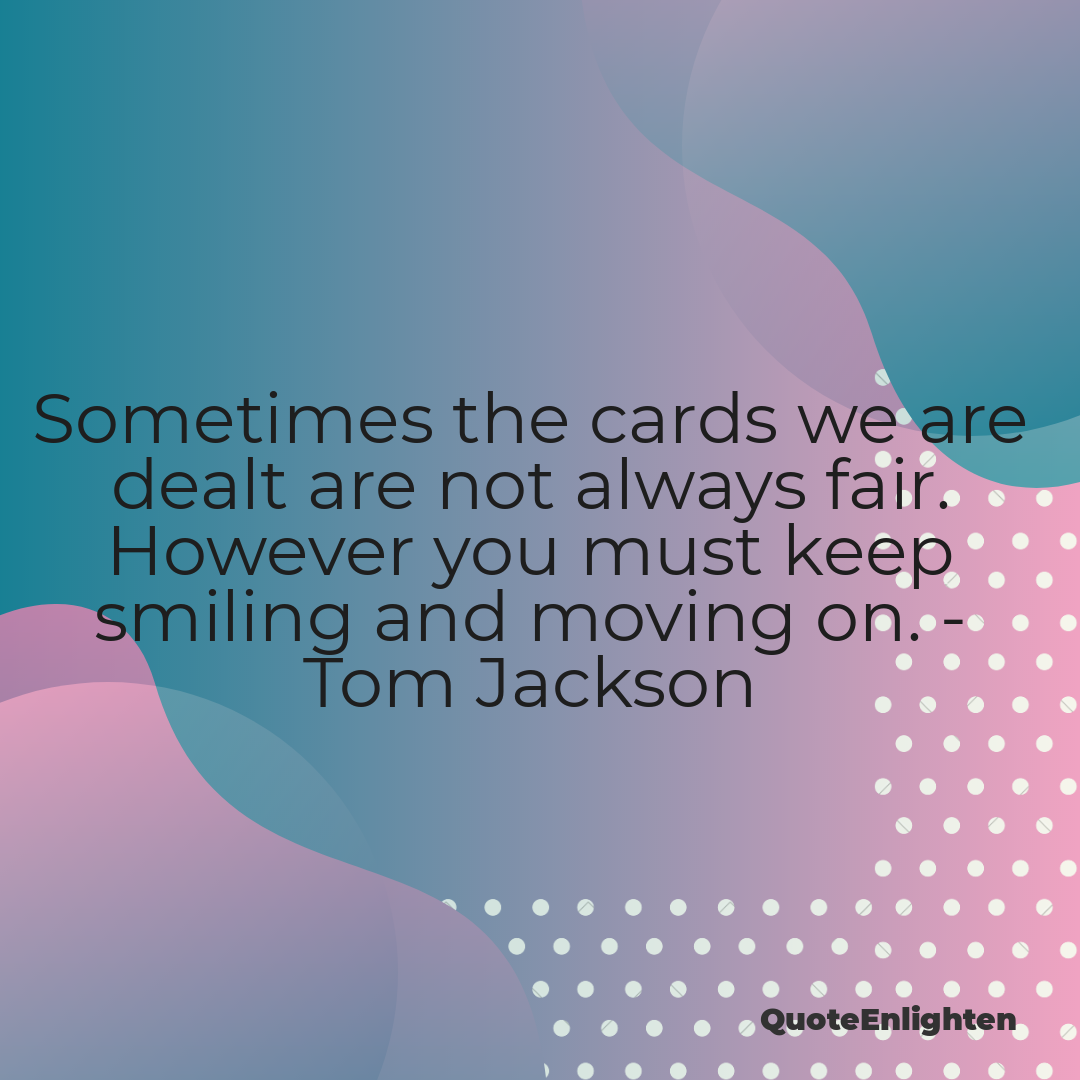 Sometimes the cards we are
dealt are not always fair.
However you must keep
smiling and moving on. -
Tom Jackson
QuoteEnlighten